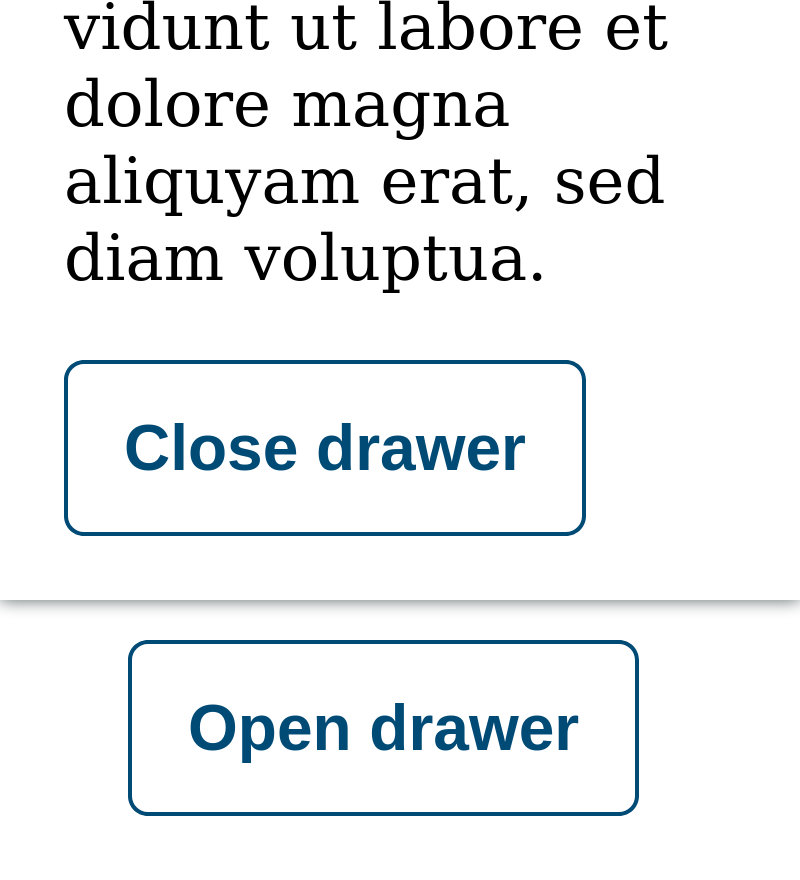 vidunt ut labore et
dolore magna
aliquyam erat, sed
diam voluptua.
Close drawer
Open drawer